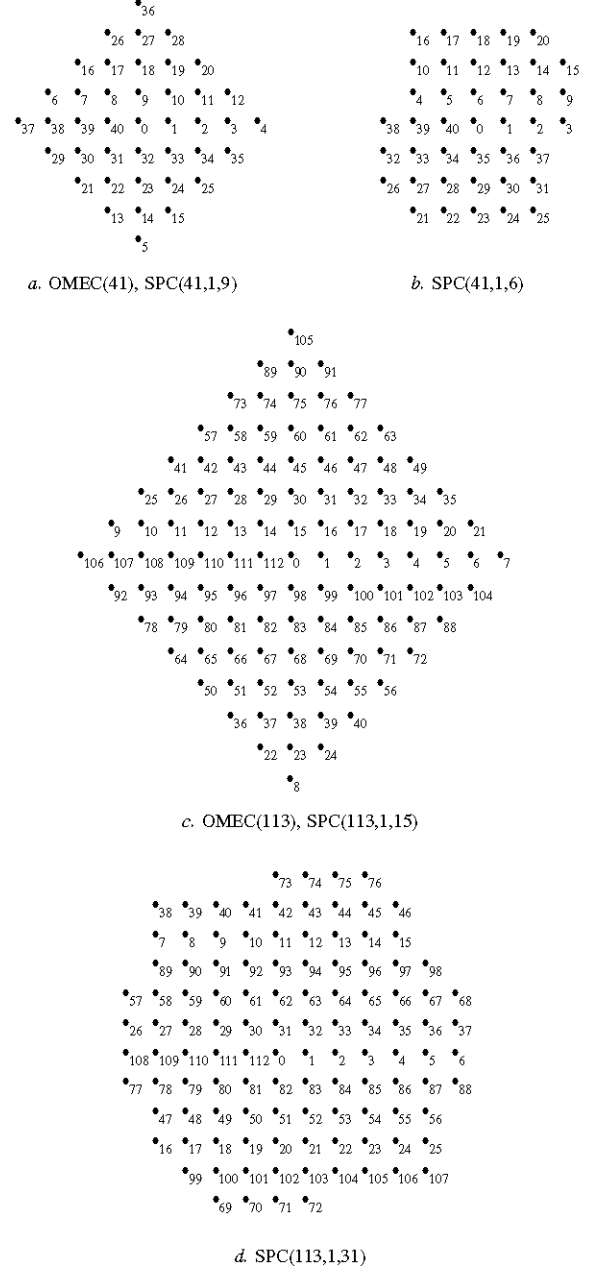 36
26 27 28
16 17 18 19 20
6 7 8 9 10 11 12
37 38 39 40 0 1 2 3 4
29 30 31 32 33 34 35
21 22 23 24 25
13 14 15
5
a. OMEC(41), SPC(41,1,9)
16 17 18 19 20
10 11 12 13 14 15
4 5 6 7 8 9
38 39 40 0 1 2 3
32 33 34 35 36 37
26 27 28 29 30 31
21 22 23 24 25
b. SPC(41,1,6)
105
89 90 91
73 74 75 76 77
57 58 59 60 61 62 63
41 42 43 44 45 46 47 48 49
25 26 27 28 29 30 31 32 33 34 35
9 10 11 12 13 14 15 16 17 18 19 20 21
106 107 108 109 110 111 112 0 1 2 3 4 5 6 7
92 93 94 95 96 97 98 99 100 101 102 103 104
78 79 80 81 82 83 84 85 86 87 88
64 65 66 67 68 69 70 71 72
50 51 52 53 54 55 56
36 37 38 39 40
22 23 24
8
c. OMEC(113), SPC(113,1,15)
73 74 75 76
38 39 40 41 42 43 44 45 46
7 8 9 10 11 12 13 14 15
89 90 91 92 93 94 95 96 97 98
57 58 59 60 61 62 63 64 65 66 67 68
26 27 28 29 30 31 32 33 34 35 36 37
108 109 110 111 112 0 1 2 3 4 5 6
77 78 79 80 81 82 83 84 85 86 87 88
47 48 49 50 51 52 53 54 55 56
16 17 18 19 20 21 22 23 24 25
99 100 101 102 103 104 105 106 107
69 70 71 72
d. SPC(113,1,31)